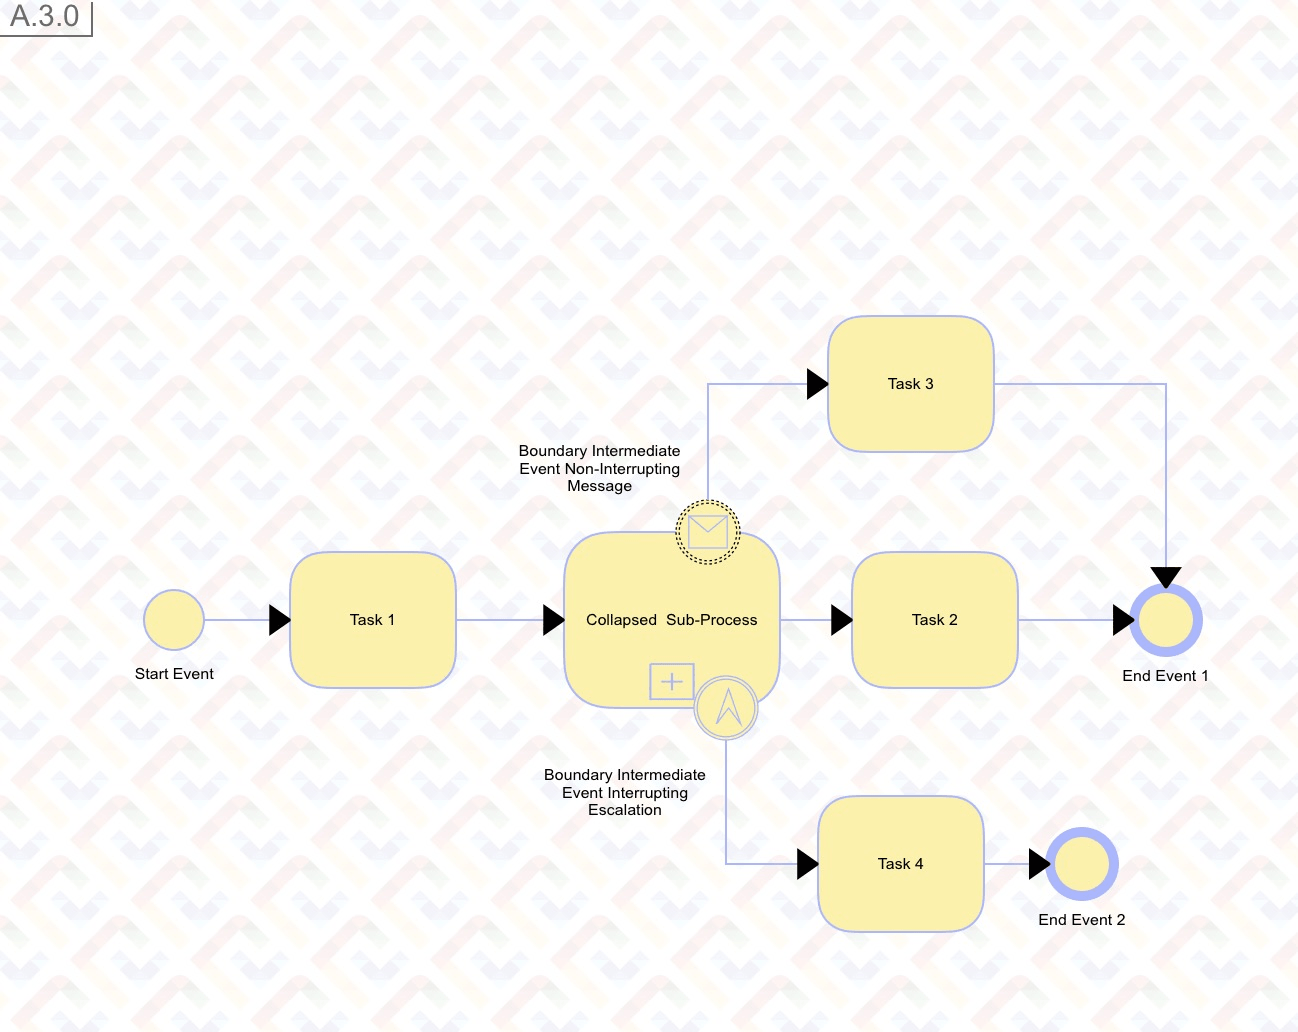 A.3.0
Task 3
Boundary Intermediate
Event Non-Interrupting
Message
Start Event
Task 1
Collapsed  Sub-Process
Task 2
End Event 1
Boundary Intermediate
Event Interrupting
Escalation
Task 4
End Event 2